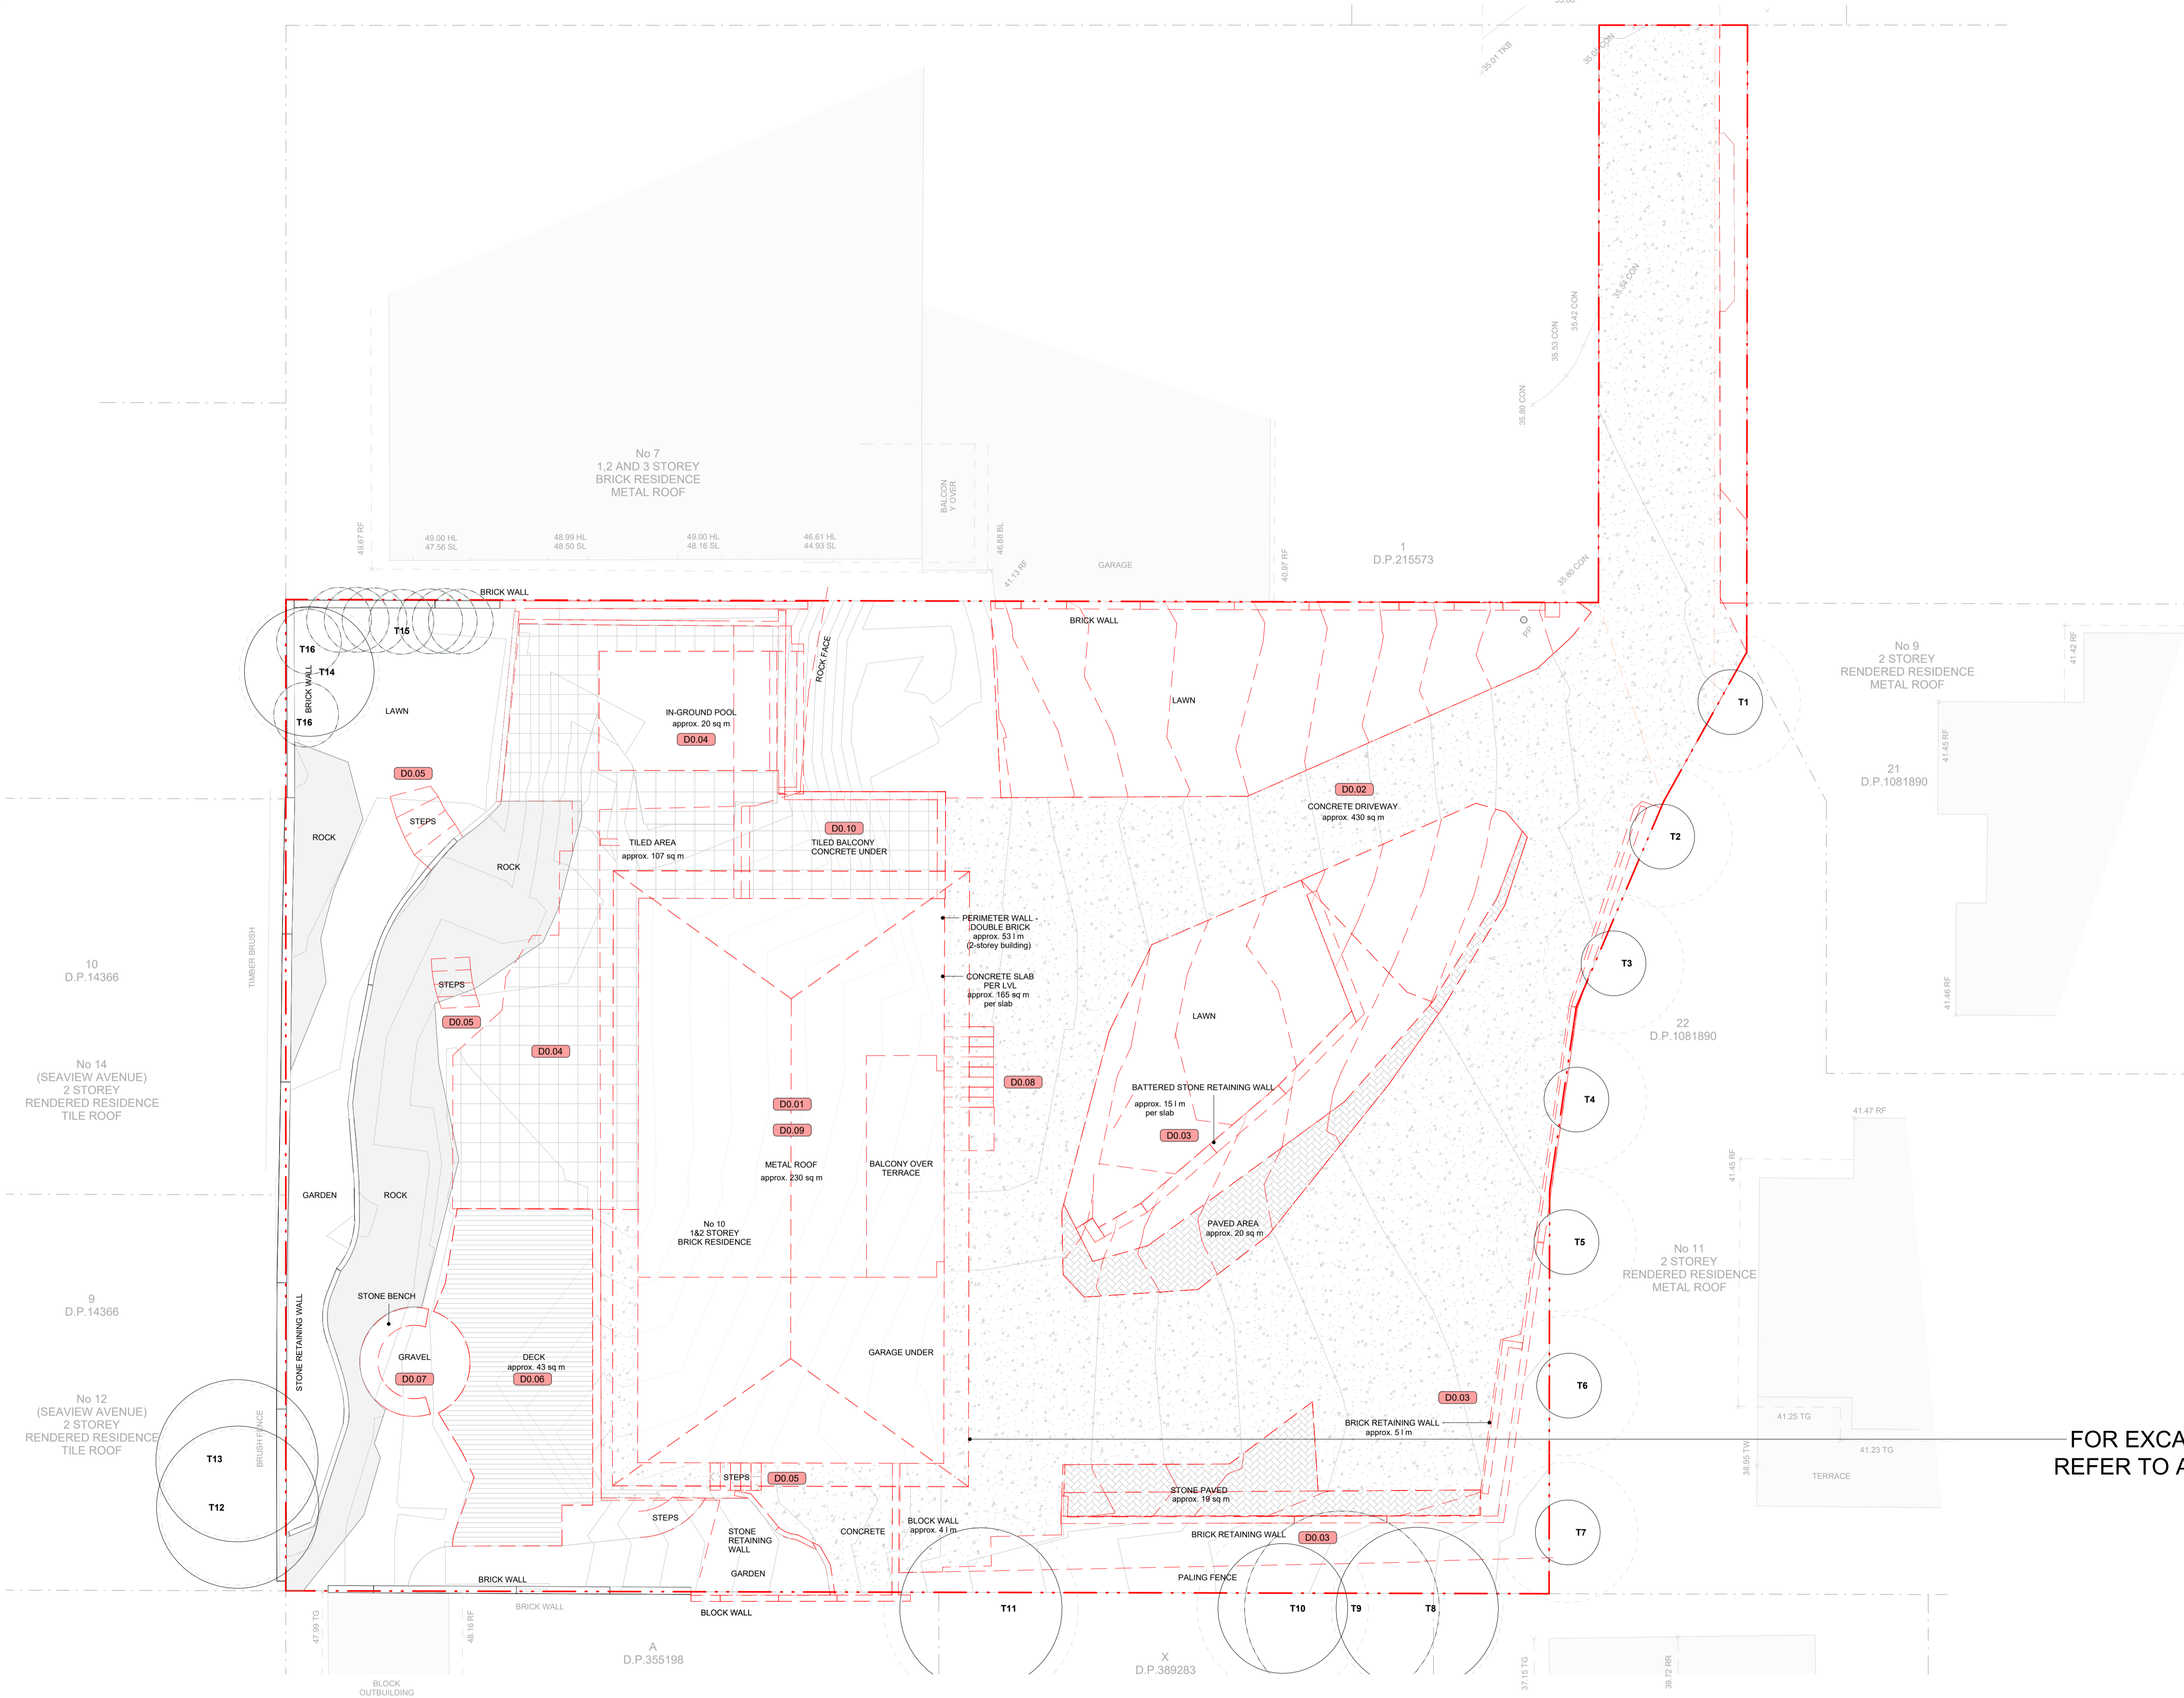 35.01 TKB
35.05 CON
35.34 CON
35.42 CON
35.53 CON
35.80 CON
No 7
1,2 AND 3 STOREY
BRICK RESIDENCE
METAL ROOF
BALCON
Y OVER
49.67 RF
49.00 HL
47.56 SL
48.99 HL
48.50 SL
49.00 HL
48.16 SL
46.61 HL
44.93 SL
46.88 BL
41.13 RF
GARAGE
40.97 RF
1
D.P.215573
35.80 CON
BRICK WALL
T15
T16
T14
BRICK WALL
T16
LAWN
ROCK FACE
BRICK WALL
PP
LAWN
IN-GROUND POOL
approx. 20 sq m
D0.04
T1
No 9
2 STOREY
RENDERED RESIDENCE
METAL ROOF
41.42 RF
41.45 RF
21
D.P.1081890
D0.05
STEPS
ROCK
ROCK
D0.10
TILED BALCONY
CONCRETE UNDER
TILED AREA
approx. 107 sq m
D0.02
CONCRETE DRIVEWAY
approx. 430 sq m
T2
PERIMETER WALL -
DOUBLE BRICK
approx. 53 l m
(2-storey building)
CONCRETE SLAB
PER LVL
approx. 165 sq m
per slab
T3
TIMBER BRUSH
10
D.P.14366
STEPS
D0.05
D0.04
LAWN
41.46 RF
22
D.P.1081890
No 14
(SEAVIEW AVENUE)
2 STOREY
RENDERED RESIDENCE
TILE ROOF
D0.01
D0.09
D0.08
BATTERED STONE RETAINING WALL
approx. 15 l m
per slab
D0.03
T4
41.47 RF
41.45 RF
METAL ROOF
approx. 230 sq m
BALCONY OVER
TERRACE
GARDEN
ROCK
No 10
1&2 STOREY
BRICK RESIDENCE
PAVED AREA
approx. 20 sq m
T5
No 11
2 STOREY
RENDERED RESIDENCE
METAL ROOF
9
D.P.14366
STONE BENCH
STONE RETAINING WALL
GRAVEL
D0.07
DECK
approx. 43 sq m
D0.06
GARAGE UNDER
T6
D0.03
BRICK RETAINING WALL
approx. 5 l m
No 12
(SEAVIEW AVENUE)
2 STOREY
RENDERED RESIDENCE
TILE ROOF
BRUSH FENCE
41.25 TG
41.23 TG
38.95 TW
TERRACE
FOR EXCA
REFER TO A
T13
T12
STEPS
D0.05
STONE PAVED
approx. 19 sq m
STEPS
STONE
RETAINING
WALL
CONCRETE
BLOCK WALL
approx. 4 l m
BRICK RETAINING WALL
D0.03
T7
GARDEN
PALING FENCE
BRICK WALL
BRICK WALL
BLOCK WALL
T11
T10
T9
T8
47.99 TG
48.16 RF
A
D.P.355198
X
D.P.389283
37.15 TG
39.72 RR
BLOCK
OUTBUILDING